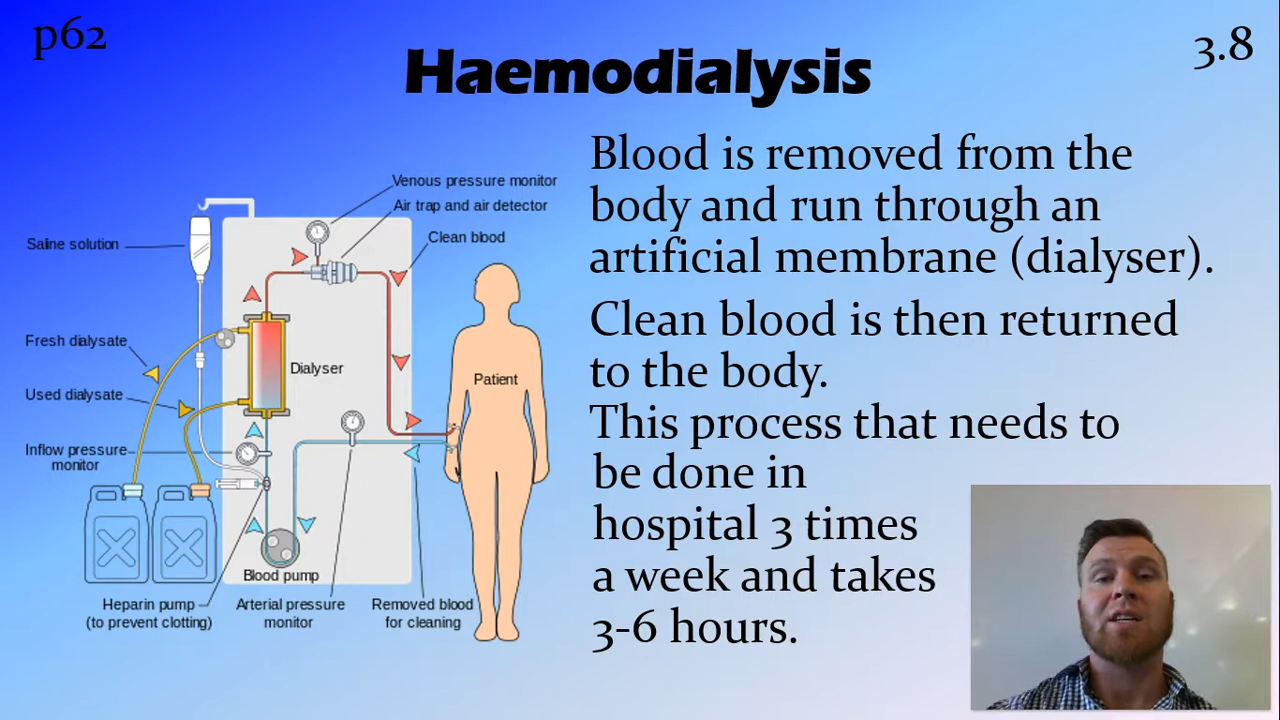 p62
3.8
Haemodialysis
Blood is removed from the
body and run through an
artificial membrane (dialyser).
Clean blood is then returned
to the body.
This process that needs to
be done in
hospital 3 times
a week and takes
3-6 hours.
Venous pressure monitor
Air trap and air detector
Clean blood
Saline solution
Fresh dialysate
Dialyser
Patient
Used dialysate
Inflow pressure
monitor
Blood pump
Heparin pump
(to prevent clotting)
Arterial pressure
monitor
Removed blood
for cleaning